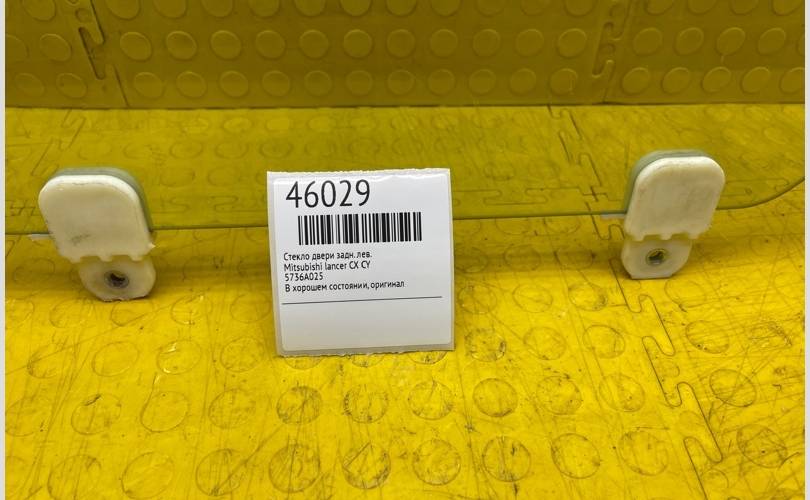 46029
Стекло двери задн. лев.
Mitsubishi lancer CX CY
5736A025
В хорошем состоянии, оригинал